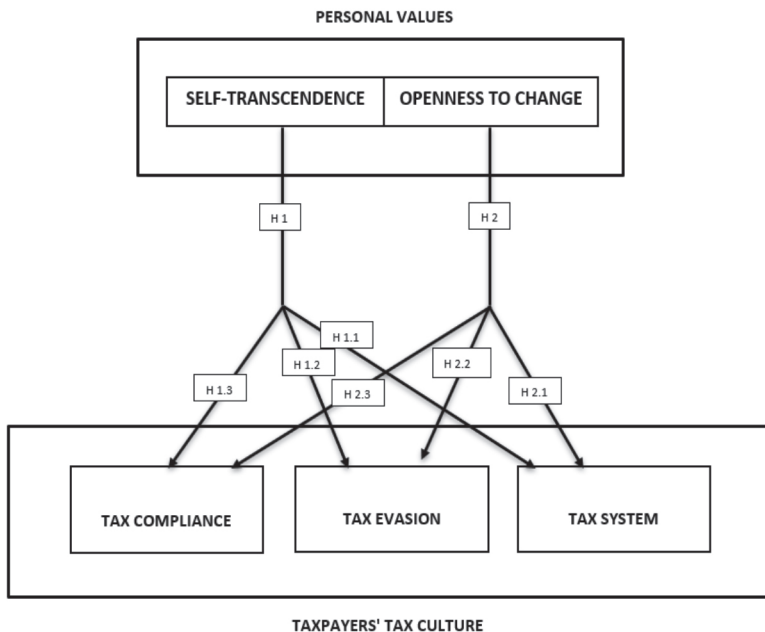 PERSONAL VALUES
SELF-TRANSCENDENCE
OPENNESS TO CHANGE
H 1
H 2
H 1.1
H 1.2
H 2.2
H 1.3
H 2.3
H 2.1
TAX COMPLIANCE
TAX EVASION
TAX SYSTEM
TAXPAYERS' TAX CULTURE